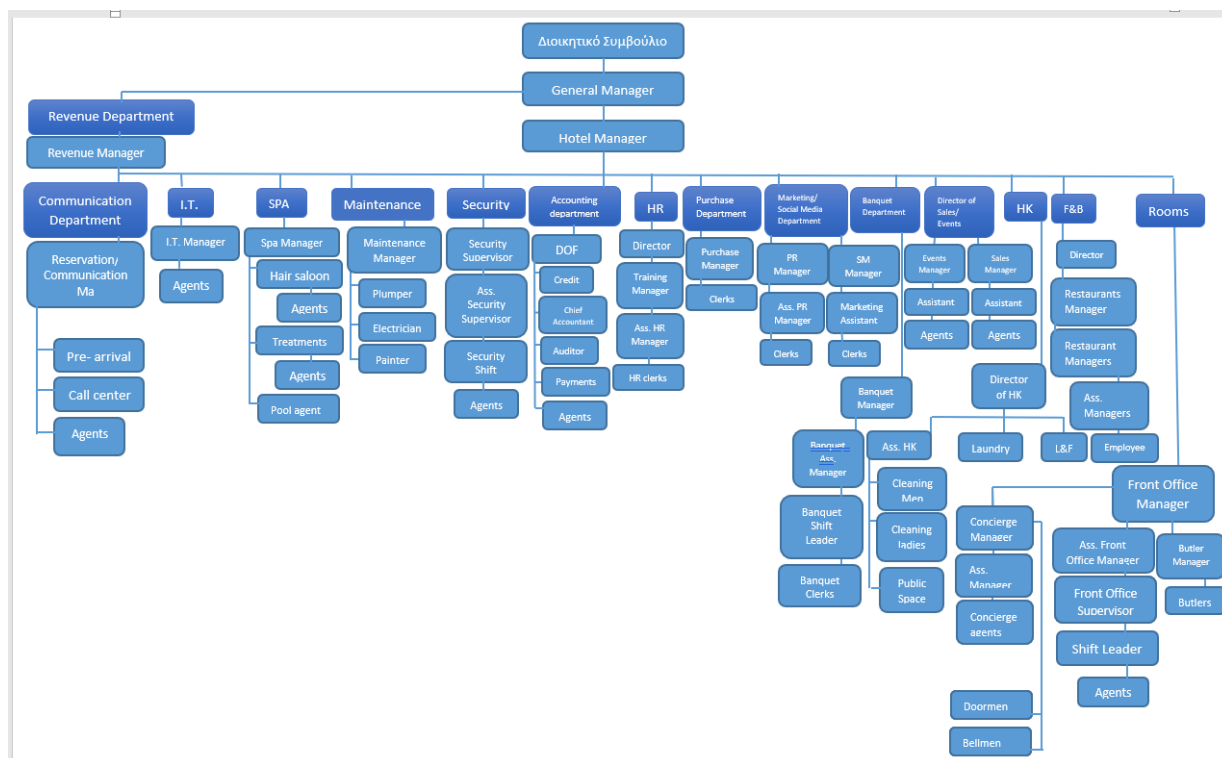 Διοικητικό Συμβούλιο
General Manager
Revenue Department
Hotel Manager
Revenue Manager
Communication
Department
I.T.
SPA
Maintenance
Security
Accounting
department
HR
Purchase
Department
Marketing/
Social Media
Department
Banquet
Department
Director of
Sales/
Events
HK
F&B
Rooms
Reservation/
Communication
Ma
Pre- arrival
Call center
Agents
I.T. Manager
Agents
Spa Manager
Hair saloon
Agents
Treatments
Agents
Pool agent
Maintenance
Manager
Plumper
Electrician
Painter
Security
Supervisor
Ass.
Security
Supervisor
Security
Shift
Agents
DOF
Credit
Chief
Accountant
Auditor
Payments
Agents
Director
Training
Manager
Ass. HR
Manager
HR clerks
Purchase
Manager
Clerks
PR
Manager
Ass. PR
Manager
Clerks
SM
Manager
Marketing
Assistant
Clerks
Banquet
Manager
Banquet
Ass.
Manager
Banquet
Shift
Leader
Banquet
Clerks
Events
Manager
Assistant
Agents
Sales
Manager
Assistant
Agents
Director
of HK
Ass. HK
Laundry
L&F
Cleaning
Men
Cleaning
ladies
Public
Space
Director
Restaurants
Manager
Restaurant
Managers
Ass.
Managers
Employee
Front Office
Manager
Concierge
Manager
Ass.
Manager
Concierge
agents
Doormen
Bellmen
Ass. Front
Office Manager
Front Office
Supervisor
Shift Leader
Agents
Butler
Manager
Butlers